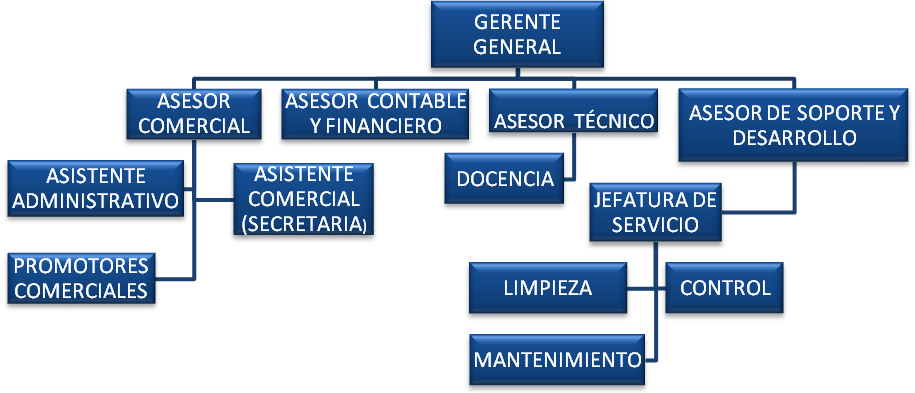 GERENTE
GENERAL
ASESOR
COMERCIAL
ASESOR CONTABLE
Y FINANCIERO
ASESOR TÉCNICO
ASESOR DE SOPORTE Y
DESARROLLO
ASISTENTE
ADMINISTRATIVO
ASISTENTE
COMERCIAL
(SECRETARIA)
DOCENCIA
JEFATURA DE
SERVICIO
PROMOTORES
COMERCIALES
LIMPIEZA
CONTROL
MANTENIMIENTO